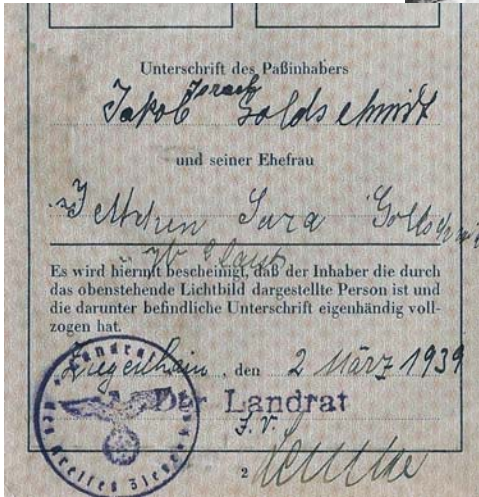 Unterschrift des Paßinhabers
Jakob Israel Goldschmidt
und seiner Ehefrau
Jettchen Sara Goldschmidt
Es wird hiermit bescheinigt, daß der Inhaber die durch
das obenstehende Lichtbild dargestellte Person ist und
die darunter befindliche Unterschrift eigenhändig voll-
zogen hat.
Ziegenhain, den 2 März 1939
Der Landrat
J. V.
2